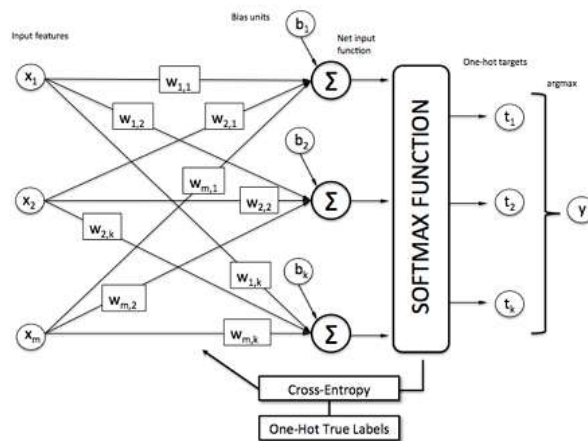 Input features
Bias units
b1
Net input
function
One-hot targets
argmax
x1
w1,1
Σ
w1,2
w2,1
t1
b2
wm,1
x2
w2,2
Σ
t2
y
w2,k
SOFTMAX FUNCTION
bk
w1,k
wm,2
tk
xm
wm,k
Σ
Cross-Entropy
One-Hot True Labels